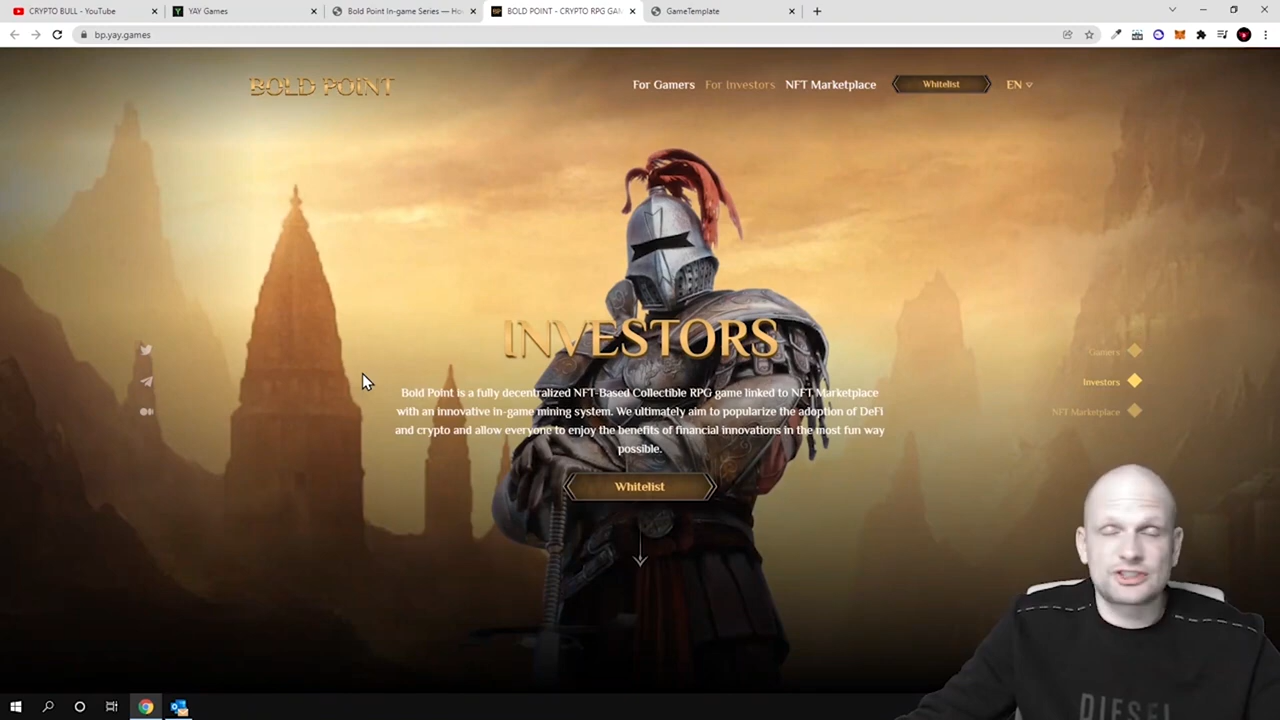 CRYPTO BULL - YouTube
YAY Games
Bold Point In-game Series — Ho
BOLD POINT - CRYPTO RPG GAM
GameTemplate
bp.yay.games
BOLD POINT
For Gamers
For Investors
NFT Marketplace
Whitelist
EN
INVESTORS
Bold Point is a fully decentralized NFT-Based Collectible RPG game linked to NFT Marketplace
with an innovative in-game mining system. We ultimately aim to popularize the adoption of DeFi
and crypto and allow everyone to enjoy the benefits of financial innovations in the most fun way
possible.
Whitelist
Gamers
Investors
NFT Marketplace
DIESEL